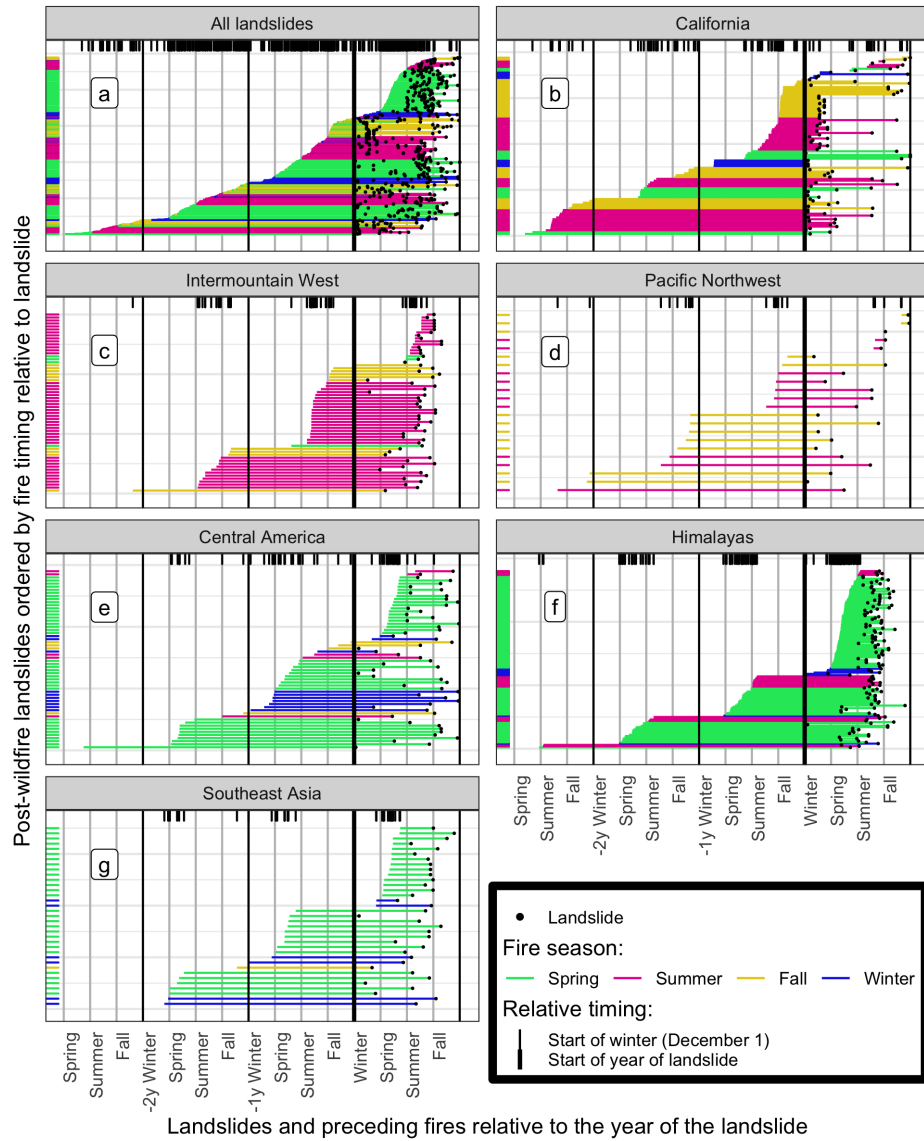 All landslides
California
a
b
Intermountain West
Pacific Northwest
c
d
Central America
Himalayas
e
f
Spring
Summer
Fall
-2y Winter
Spring
Summer
Fall
-1y Winter
Spring
Summer
Fall
Winter
Spring
Summer
Fall
Southeast Asia
g
Spring
Summer
Fall
-2y Winter
Spring
Summer
Fall
-1y Winter
Spring
Summer
Fall
Winter
Spring
Summer
Fall
Landslide
Fire season:
Spring Summer Fall Winter
Relative timing:
Start of winter (December 1)
Start of year of landslide
Post-wildfire landslides ordered by fire timing relative to landslide
Landslides and preceding fires relative to the year of the landslide